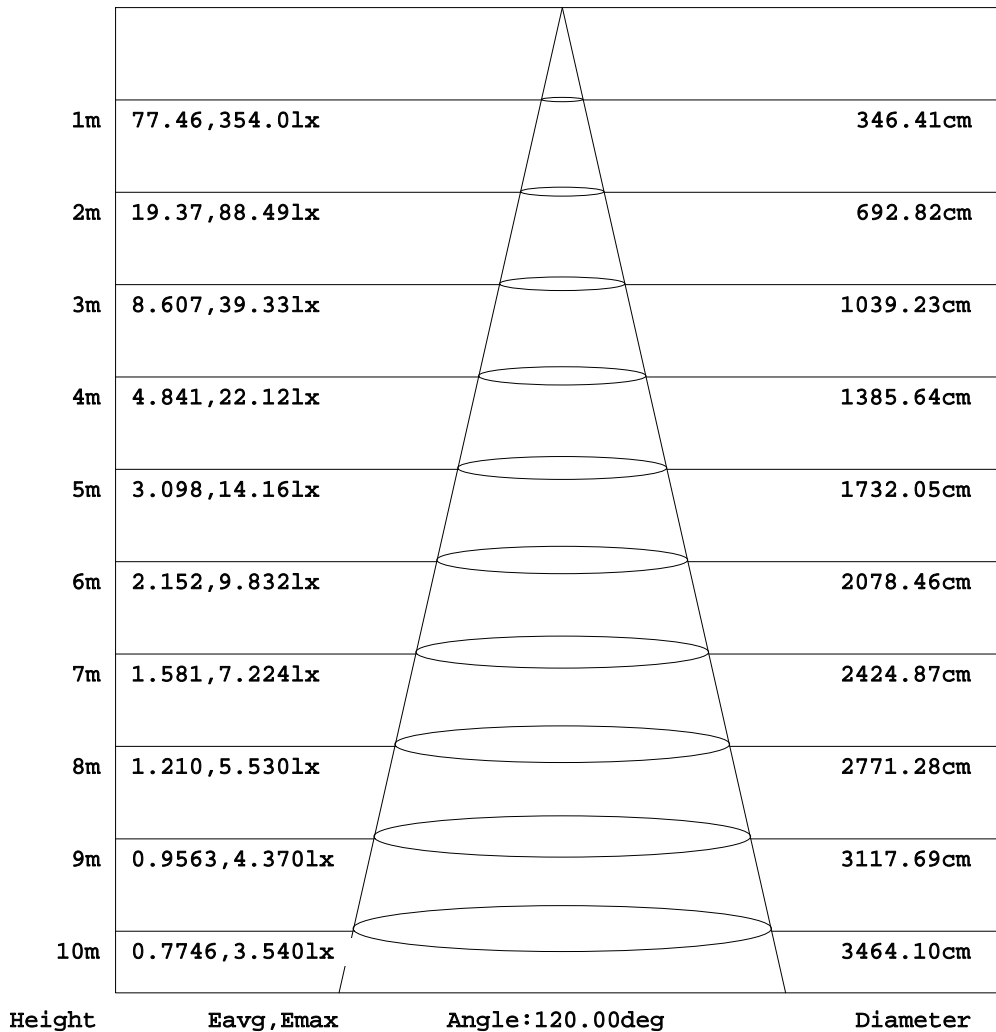 1m 77.46,354.0lx 346.41cm
2m 19.37,88.49lx 692.82cm
3m 8.607,39.33lx 1039.23cm
4m 4.841,22.12lx 1385.64cm
5m 3.098,14.16lx 1732.05cm
6m 2.152,9.832lx 2078.46cm
7m 1.581,7.224lx 2424.87cm
8m 1.210,5.530lx 2771.28cm
9m 0.9563,4.370lx 3117.69cm
10m 0.7746,3.540lx 3464.10cm
Height Eavg,Emax Angle:120.00deg Diameter